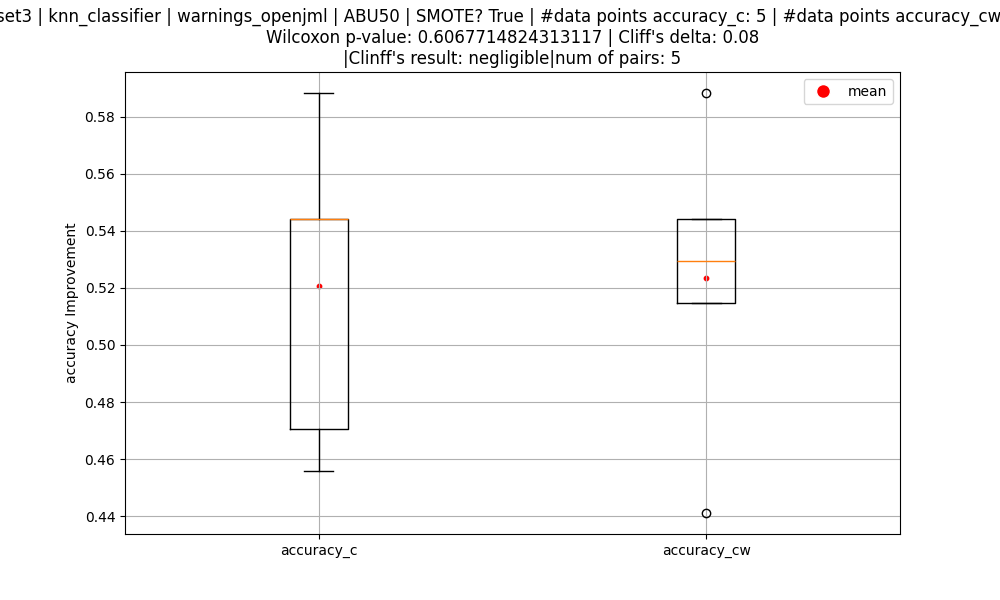 set3 | knn_classifier | warnings_openjml | ABU50 | SMOTE? True | #data points accuracy_c: 5 | #data points accuracy_cw
Wilcoxon p-value: 0.6067714824313117 | Cliff's delta: 0.08
|Clinff's result: negligible|num of pairs: 5
mean
0.58
0.56
0.54
0.52
0.50
0.48
0.46
0.44
accuracy Improvement
accuracy_c
accuracy_cw